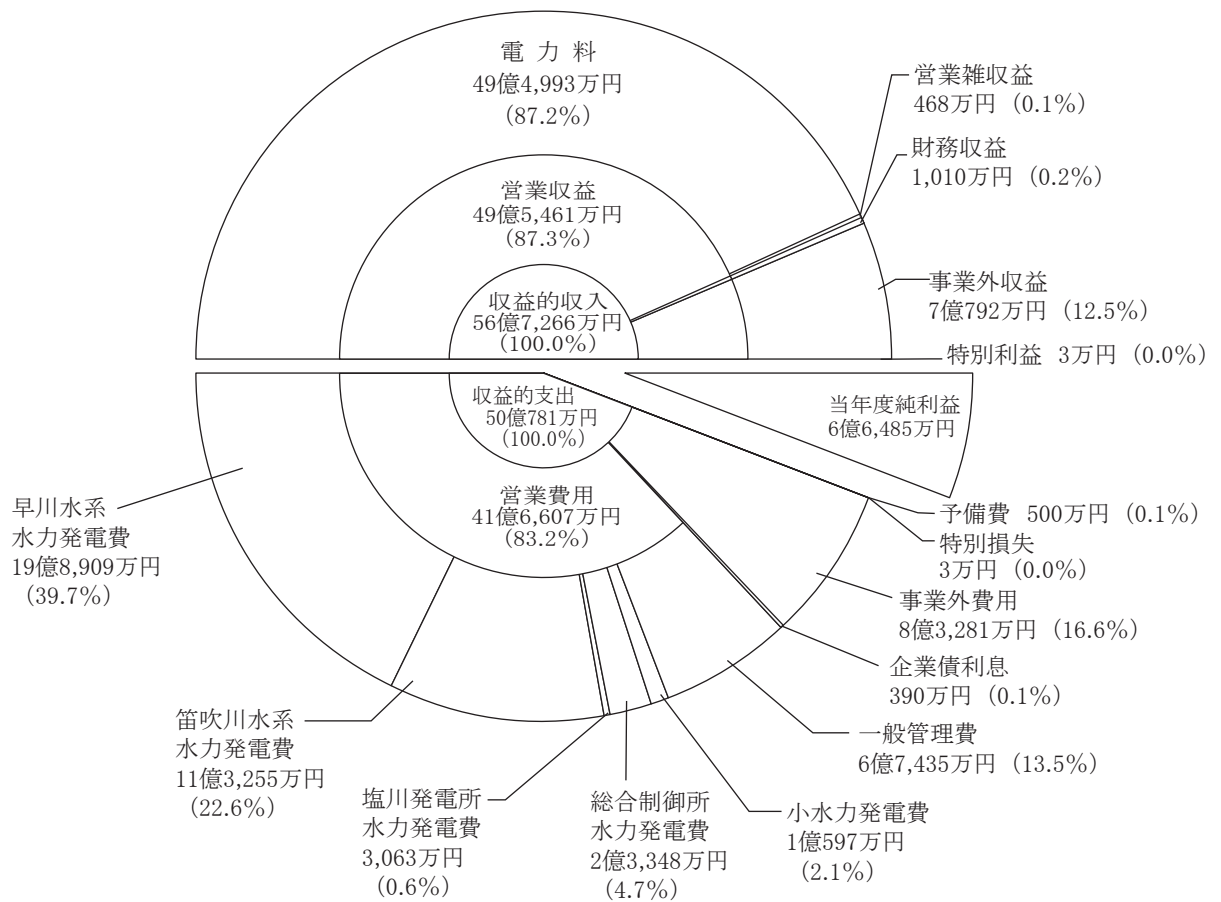 電力料
49億4,993万円
(87.2%)
営業雑収益
468万円 (0.1%)
財務収益
1,010万円 (0.2%)
営業収益
49億5,461万円
(87.3%)
収益的収入
56億7,266万円
(100.0%)
事業外収益
7億792万円 (12.5%)
特別利益 3万円 (0.0%)
収益的支出
50億781万円
(100.0%)
当年度純利益
6億6,485万円
営業費用
41億6,607万円
(83.2%)
早川水系
水力発電費
19億8,909万円
(39.7%)
予備費 500万円 (0.1%)
特別損失
3万円 (0.0%)
事業外費用
8億3,281万円 (16.6%)
企業債利息
390万円 (0.1%)
一般管理費
6億7,435万円 (13.5%)
笛吹川水系
水力発電費
11億3,255万円
(22.6%)
塩川発電所
水力発電費
3,063万円
(0.6%)
総合制御所
水力発電費
2億3,348万円
(4.7%)
小水力発電費
1億597万円
(2.1%)